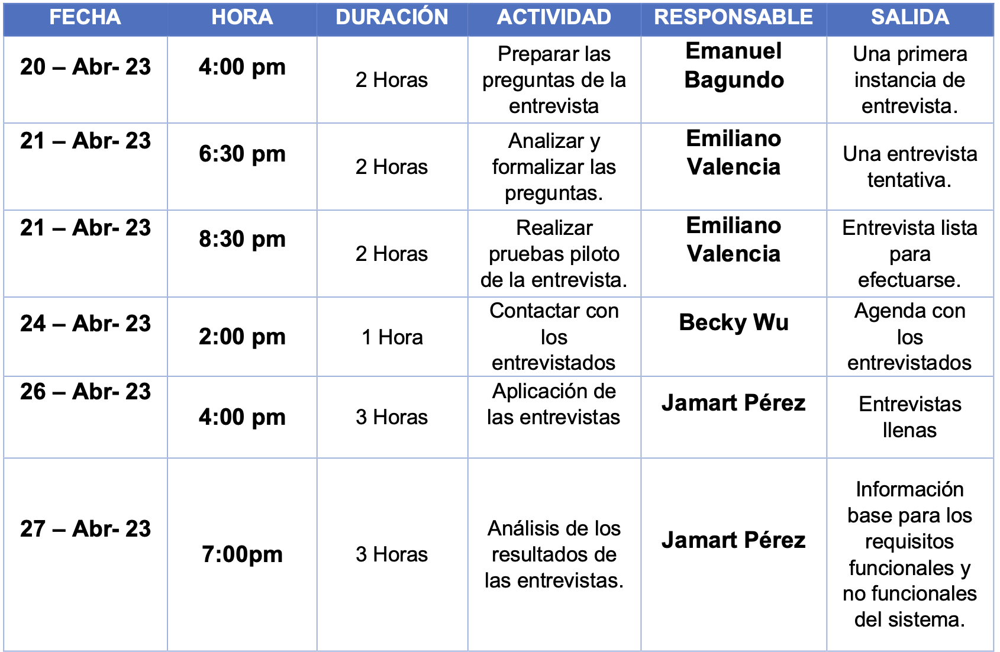 FECHA HORA DURACIÓN ACTIVIDAD RESPONSABLE SALIDA
20 – Abr- 23
4:00 pm
2 Horas
Preparar las
preguntas de la
entrevista
Emanuel
Bagundo
Una primera
instancia de
entrevista.
21 – Abr- 23
6:30 pm
2 Horas
Analizar y
formalizar las
preguntas.
Emiliano
Valencia
Una entrevista
tentativa.
21 – Abr- 23
8:30 pm
2 Horas
Realizar
pruebas piloto
de la entrevista.
Emiliano
Valencia
Entrevista lista
para
efectuarse.
24 – Abr- 23
2:00 pm
1 Hora
Contactar con
los
entrevistados
Becky Wu
Agenda con
los
entrevistados
26 – Abr- 23
4:00 pm
3 Horas
Aplicación de
las entrevistas
Jamart Pérez
Entrevistas
llenas
27 – Abr- 23
7:00pm
3 Horas
Análisis de los
resultados de
las entrevistas.
Jamart Pérez
Información
base para los
requisitos
funcionales y
no funcionales
del sistema.